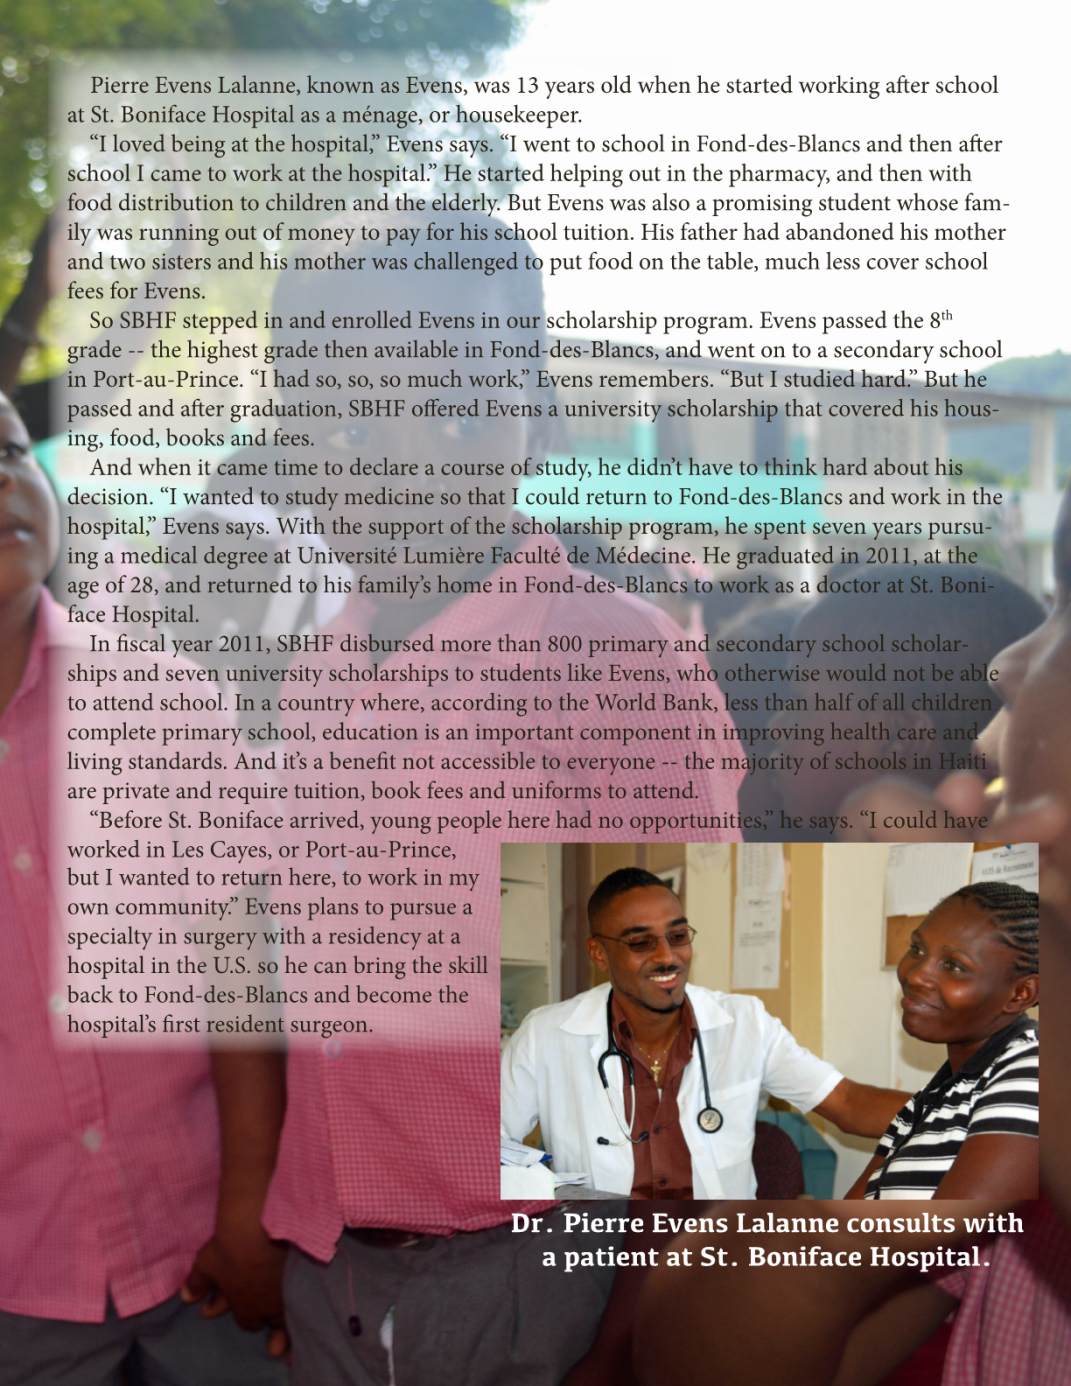 Pierre Evens Lalanne, known as Evens, was 13 years old when he started working after school
at St. Boniface Hospital as a ménage, or housekeeper.
“I loved being at the hospital,” Evens says. “I went to school in Fond-des-Blancs and then after
school I came to work at the hospital.” He started helping out in the pharmacy, and then with
food distribution to children and the elderly. But Evens was also a promising student whose fam-
ily was running out of money to pay for his school tuition. His father had abandoned his mother
and two sisters and his mother was challenged to put food on the table, much less cover school
fees for Evens.
So SBHF stepped in and enrolled Evens in our scholarship program. Evens passed the 8th
grade -- the highest grade then available in Fond-des-Blancs, and went on to a secondary school
in Port-au-Prince. “I had so, so, so much work,” Evens remembers. “But I studied hard.” But he
passed and after graduation, SBHF offered Evens a university scholarship that covered his hous-
ing, food, books and fees.
And when it came time to declare a course of study, he didn’t have to think hard about his
decision. “I wanted to study medicine so that I could return to Fond-des-Blancs and work in the
hospital,” Evens says. With the support of the scholarship program, he spent seven years pursu-
ing a medical degree at Université Lumière Faculté de Médecine. He graduated in 2011, at the
age of 28, and returned to his family’s home in Fond-des-Blancs to work as a doctor at St. Boni-
face Hospital.
In fiscal year 2011, SBHF disbursed more than 800 primary and secondary school scholar-
ships and seven university scholarships to students like Evens, who otherwise would not be able
to attend school. In a country where, according to the World Bank, less than half of all children
complete primary school, education is an important component in improving health care and
living standards. And it’s a benefit not accessible to everyone -- the majority of schools in Haiti
are private and require tuition, book fees and uniforms to attend.
“Before St. Boniface arrived, young people here had no opportunities,” he says. “I could have
worked in Les Cayes, or Port-au-Prince,
but I wanted to return here, to work in my
own community.” Evens plans to pursue a
specialty in surgery with a residency at a
hospital in the U.S. so he can bring the skill
back to Fond-des-Blancs and become the
hospital’s first resident surgeon.
Dr. Pierre Evens Lalanne consults with
a patient at St. Boniface Hospital.